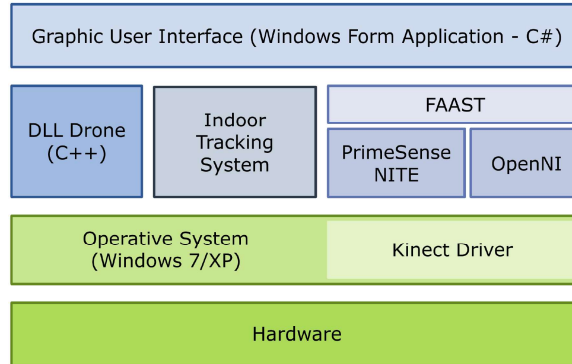 Graphic User Interface (Windows Form Application - C#)
DLL Drone
(C++)
Indoor
Tracking
System
FAAST
PrimeSense
NITE
OpenNI
Operative System
(Windows 7/XP)
Kinect Driver
Hardware